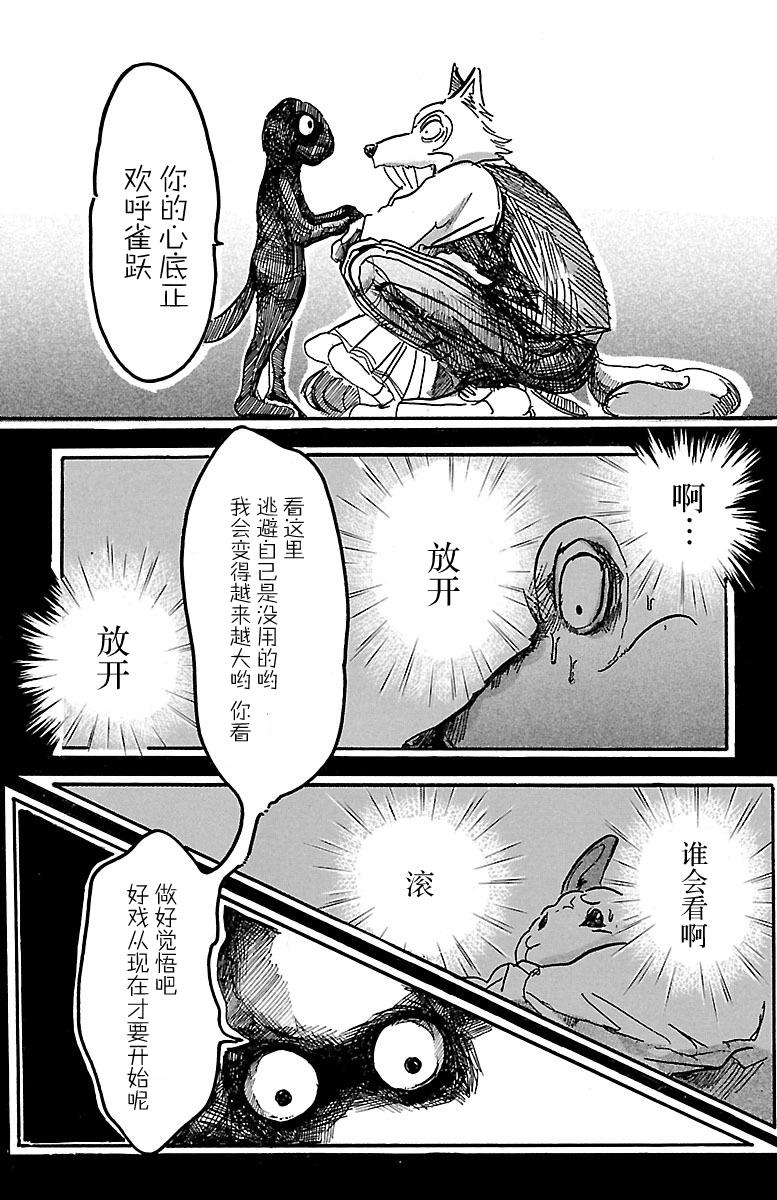 你的心底正
欢呼雀跃
啊…
放开
看这里
逃避自己是没用的哟
我会变得越来越大哟 你看
放开
谁会看啊
滚
做好觉悟吧
好戏从现在才要开始呢